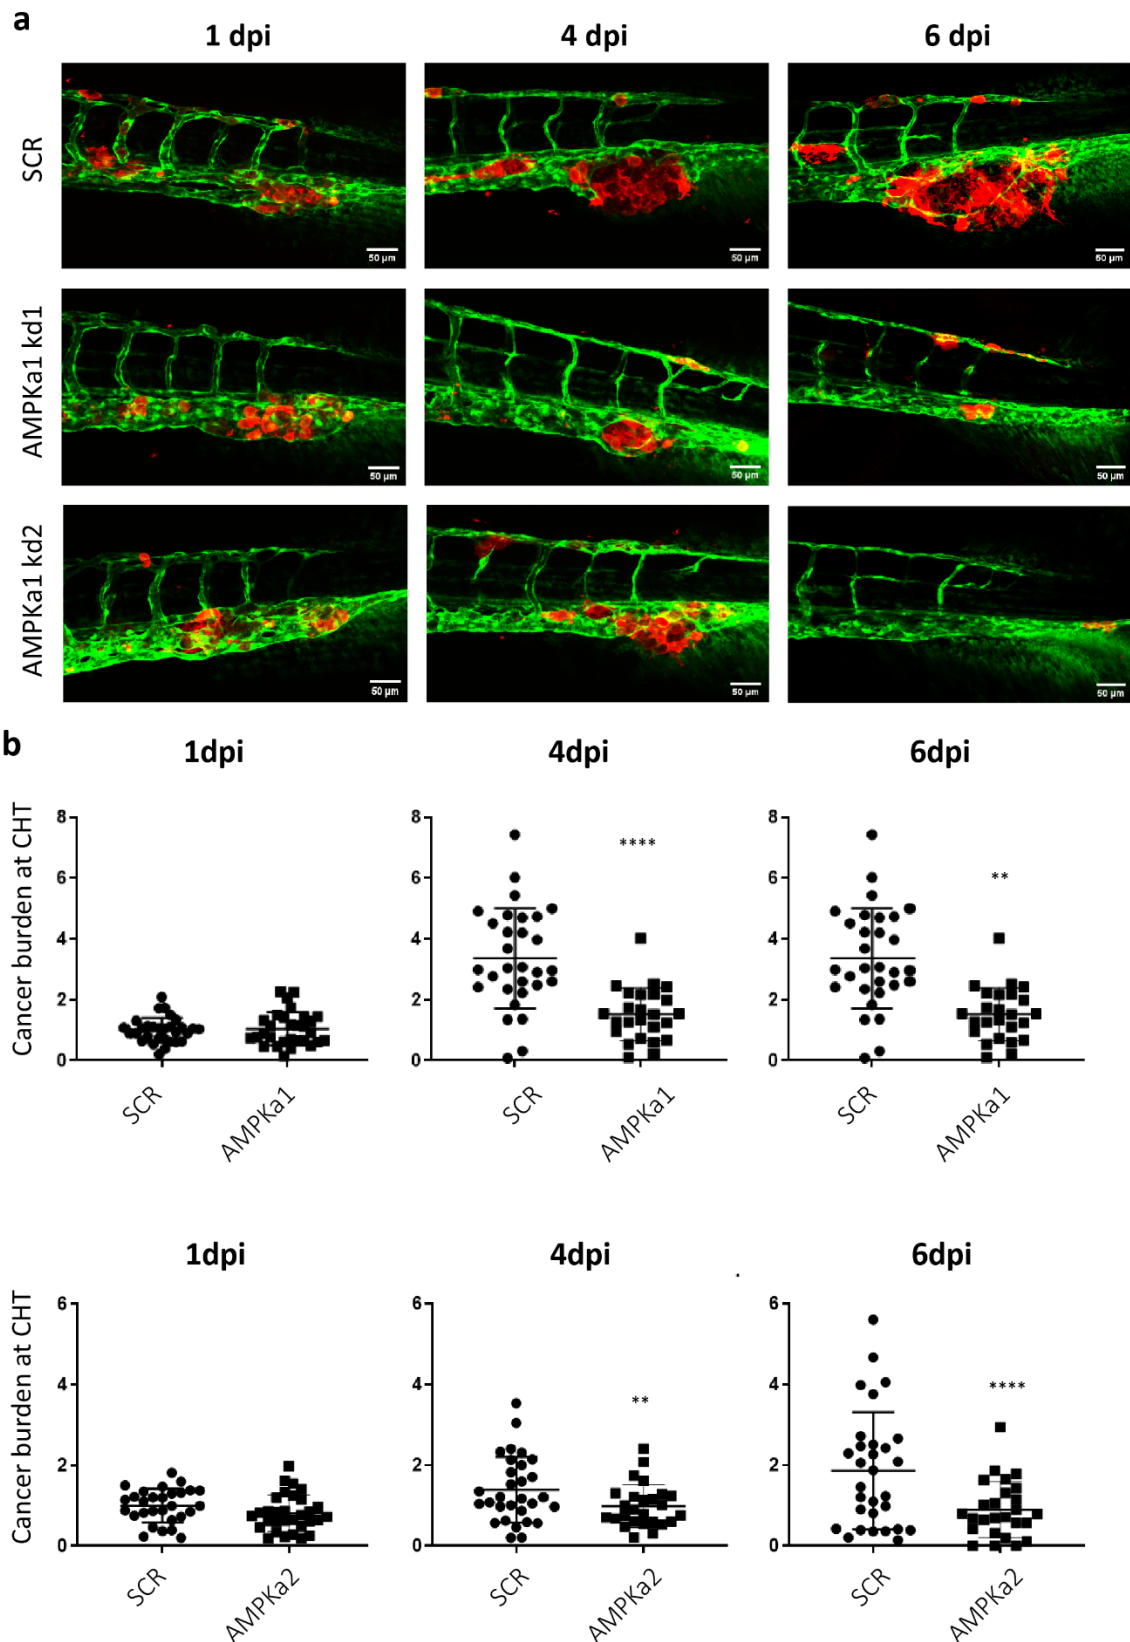 a
1 dpi 4 dpi 6 dpi
SCR
50 µm 50 µm 50 µm
AMPKa1 kd1
50 µm 50 µm 50 µm
AMPKa1 kd2
50 µm 50 µm 50 µm
b
1dpi 4dpi 6dpi
Cancer burden at CHT
8 8 8
**** **
6 6 6
4 4 4
2 2 2
0 0 0
SCR AMPKa1 SCR AMPKa1 SCR AMPKa1
1dpi 4dpi 6dpi
Cancer burden at CHT
6 6 6
** ****
4 4 4
2 2 2
0 0 0
SCR AMPKa2 SCR AMPKa2 SCR AMPKa2